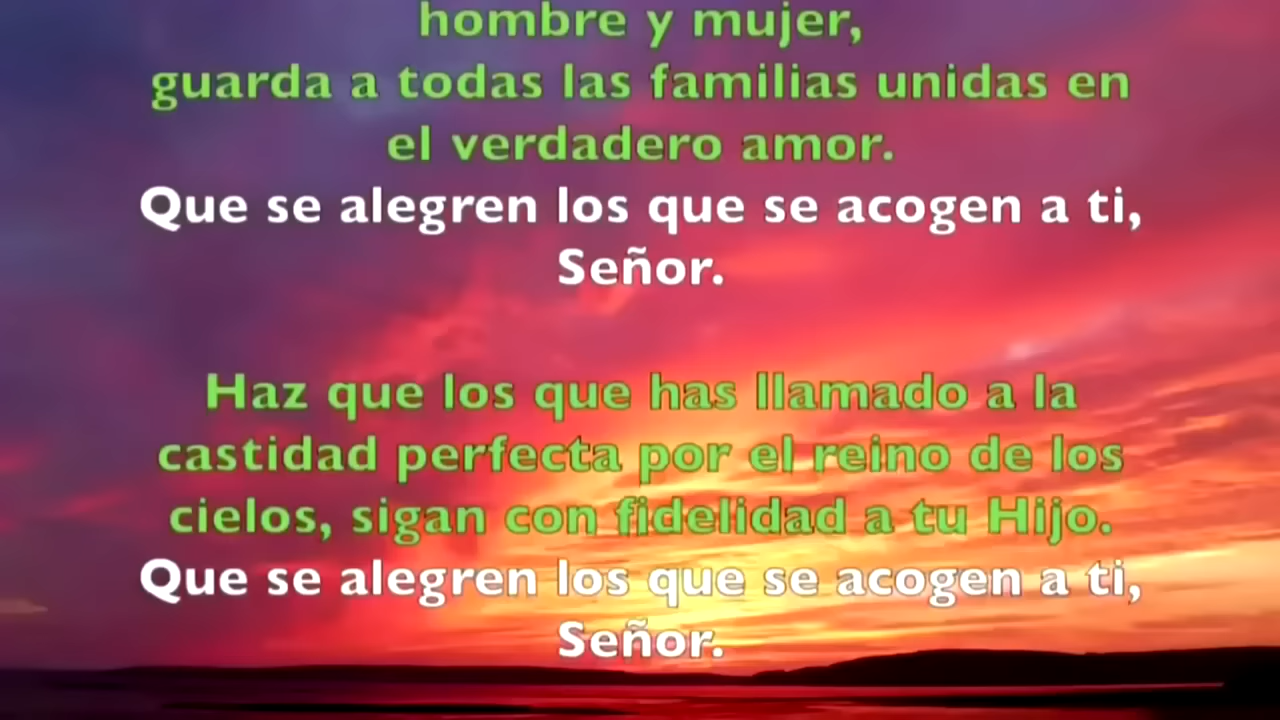 hombre y mujer,
guarda a todas las familias unidas en
el verdadero amor.
Que se alegren los que se acogen a ti,
Señor.
Haz que los que has llamado a la
castidad perfecta por el reino de los
cielos, sigan con fidelidad a tu Hijo.
Que se alegren los que se acogen a ti,
Señor.